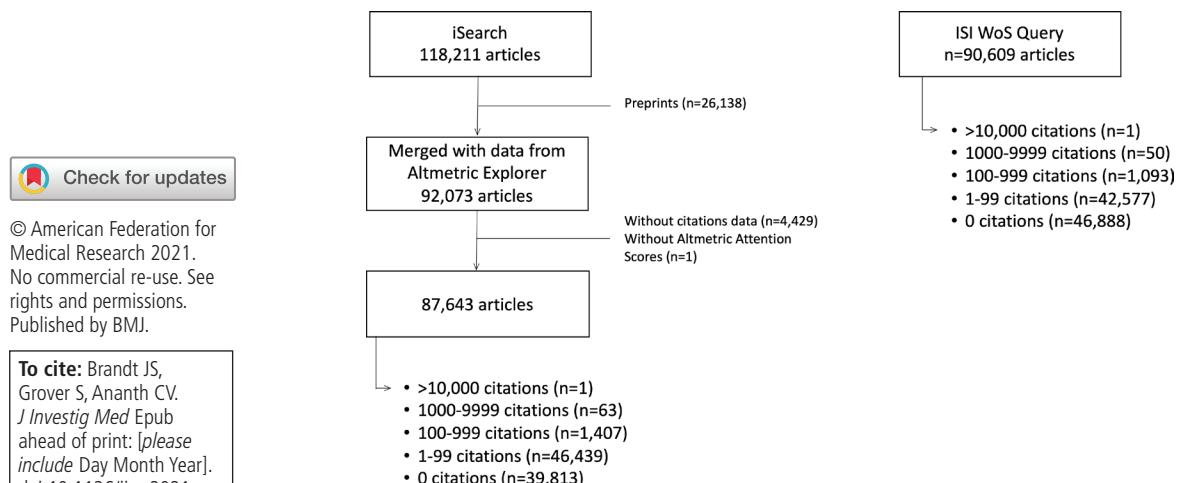 iSearch
118,211 articles
Preprints (n=26,138)
Merged with data from
Altmetric Explorer
92,073 articles
Without citations data (n=4,429)
Without Altmetric Attention
Scores (n=1)
87,643 articles
• >10,000 citations (n=1)
• 1000-9999 citations (n=63)
• 100-999 citations (n=1,407)
• 1-99 citations (n=46,439)
• 0 citations (n=39,813)
ISI WoS Query
n=90,609 articles
• >10,000 citations (n=1)
• 1000-9999 citations (n=50)
• 100-999 citations (n=1,093)
• 1-99 citations (n=42,577)
• 0 citations (n=46,888)
Check for updates
© American Federation for
Medical Research 2021.
No commercial re-use. See
rights and permissions.
Published by BMJ.
To cite: Brandt JS,
Grover S, Ananth CV.
J Investig Med Epub
ahead of print: [please
include Day Month Year].